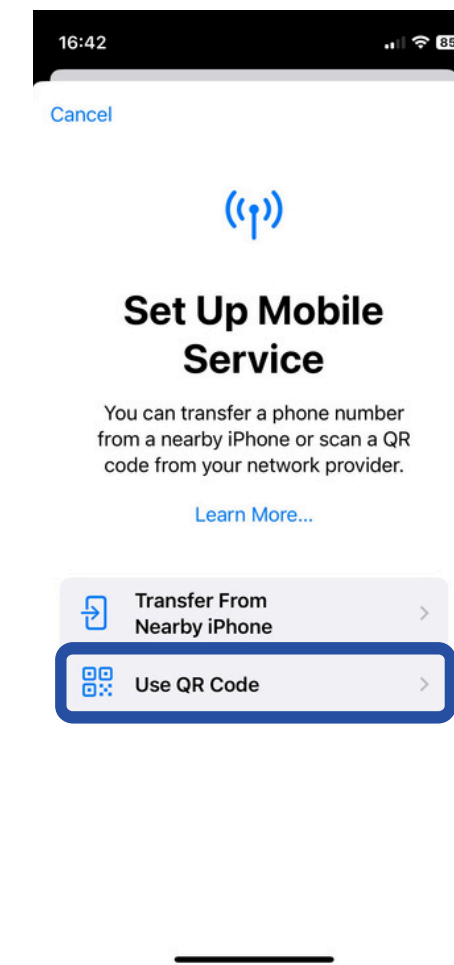 16:42
85
Cancel
Set Up Mobile
Service
You can transfer a phone number
from a nearby iPhone or scan a QR
code from your network provider.
Learn More...
Transfer From
Nearby iPhone
Use QR Code